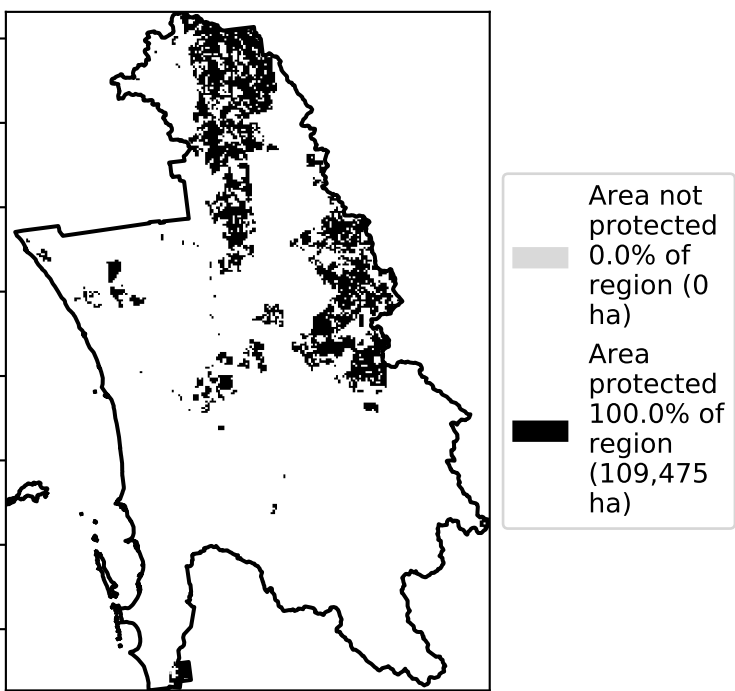 Area not
protected
0.0% of
region (0
ha)
Area
protected
100.0% of
region
(109,475
ha)